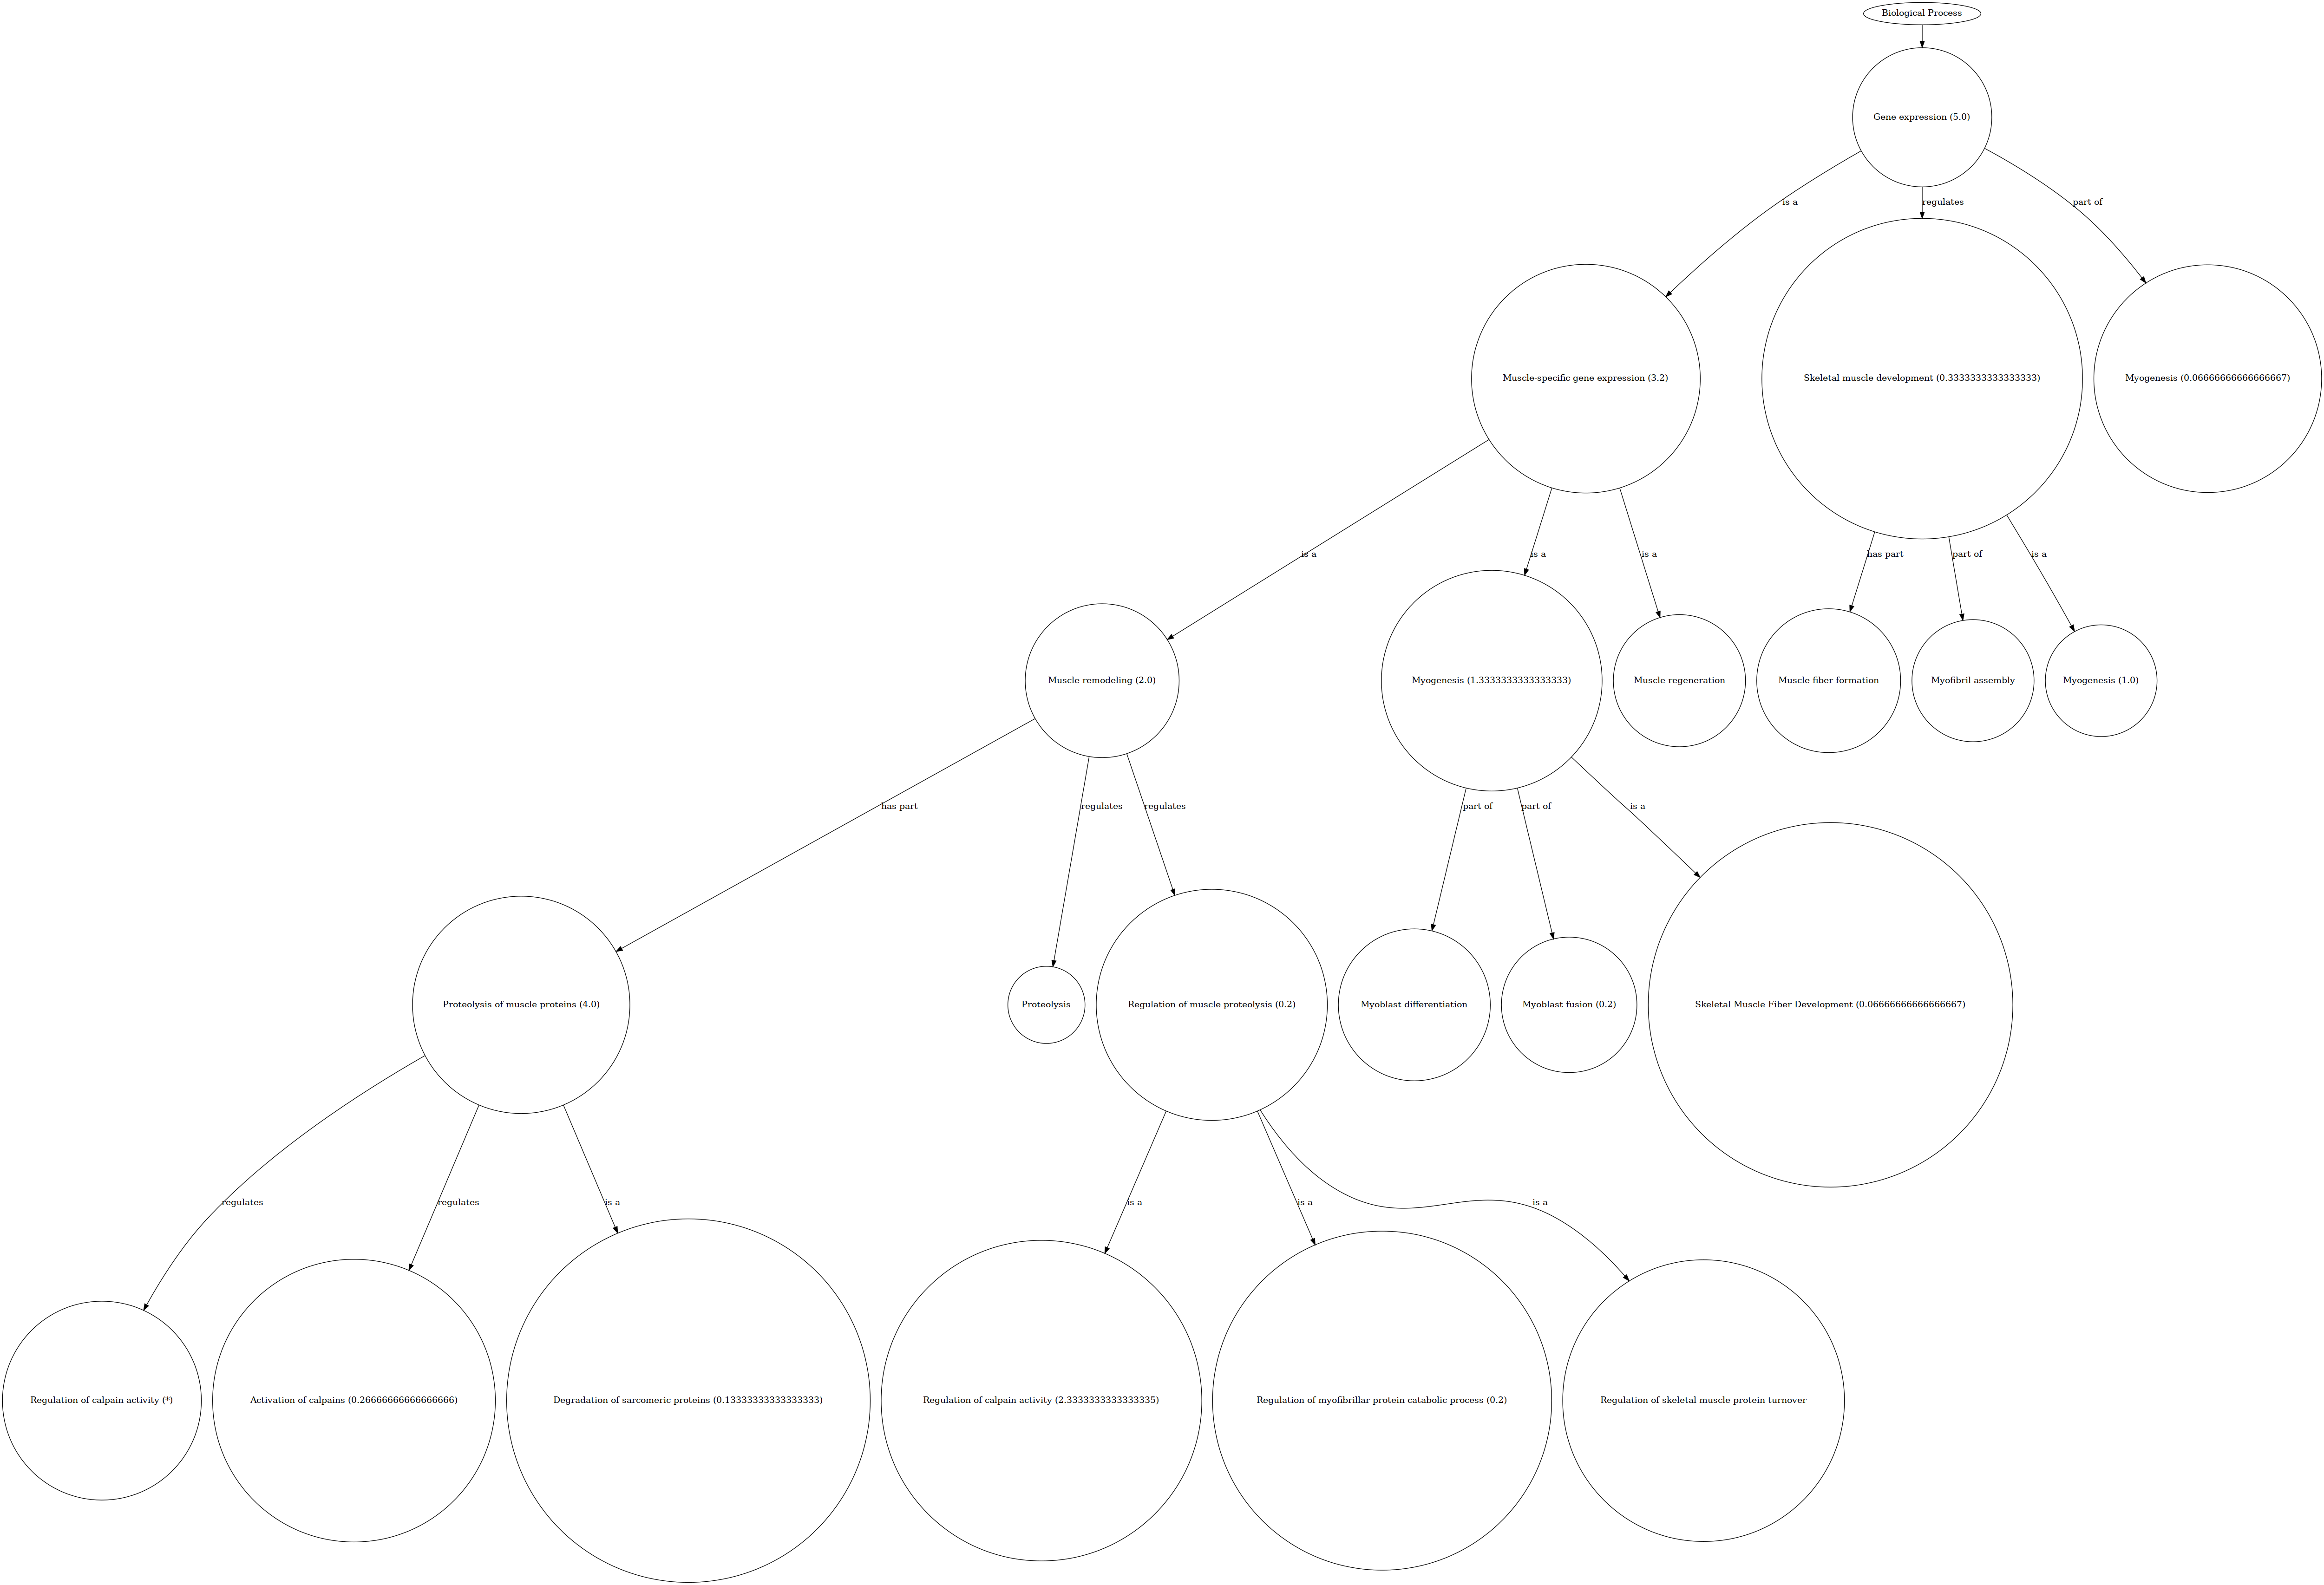 Biological Process
Gene expression (5.0)
is a
regulates
part of
Muscle-specific gene expression (3.2)
Skeletal muscle development (0.3333333333333333)
Myogenesis (0.06666666666666667)
is a
is a
is a
has part
part of
is a
Muscle remodeling (2.0)
Myogenesis (1.3333333333333333)
Muscle regeneration
Muscle fiber formation
Myofibril assembly
Myogenesis (1.0)
has part
regulates
regulates
part of
part of
is a
Proteolysis of muscle proteins (4.0)
Proteolysis
Regulation of muscle proteolysis (0.2)
Myoblast differentiation
Myoblast fusion (0.2)
Skeletal Muscle Fiber Development (0.06666666666666667)
regulates
regulates
is a
is a
is a
is a
Regulation of calpain activity (*)
Activation of calpains (0.26666666666666666)
Degradation of sarcomeric proteins (0.13333333333333333)
Regulation of calpain activity (2.3333333333333335)
Regulation of myofibrillar protein catabolic process (0.2)
Regulation of skeletal muscle protein turnover